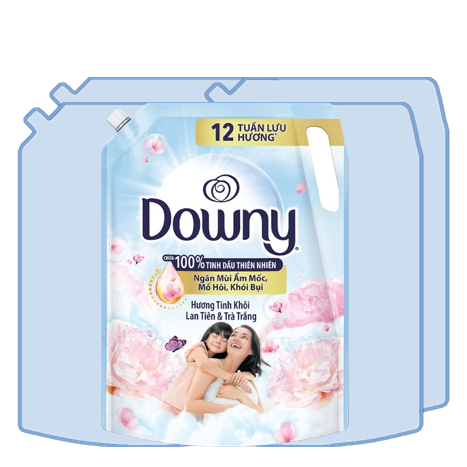 12 TUẦN LƯU
HƯƠNG*
Downy
CHỨA 100% TINH DẦU THIÊN NHIÊN
Ngăn Mùi Ẩm Mốc,
Mồ Hôi, Khói Bụi
Hương Tinh Khôi
Lan Tiên & Trà Trắng